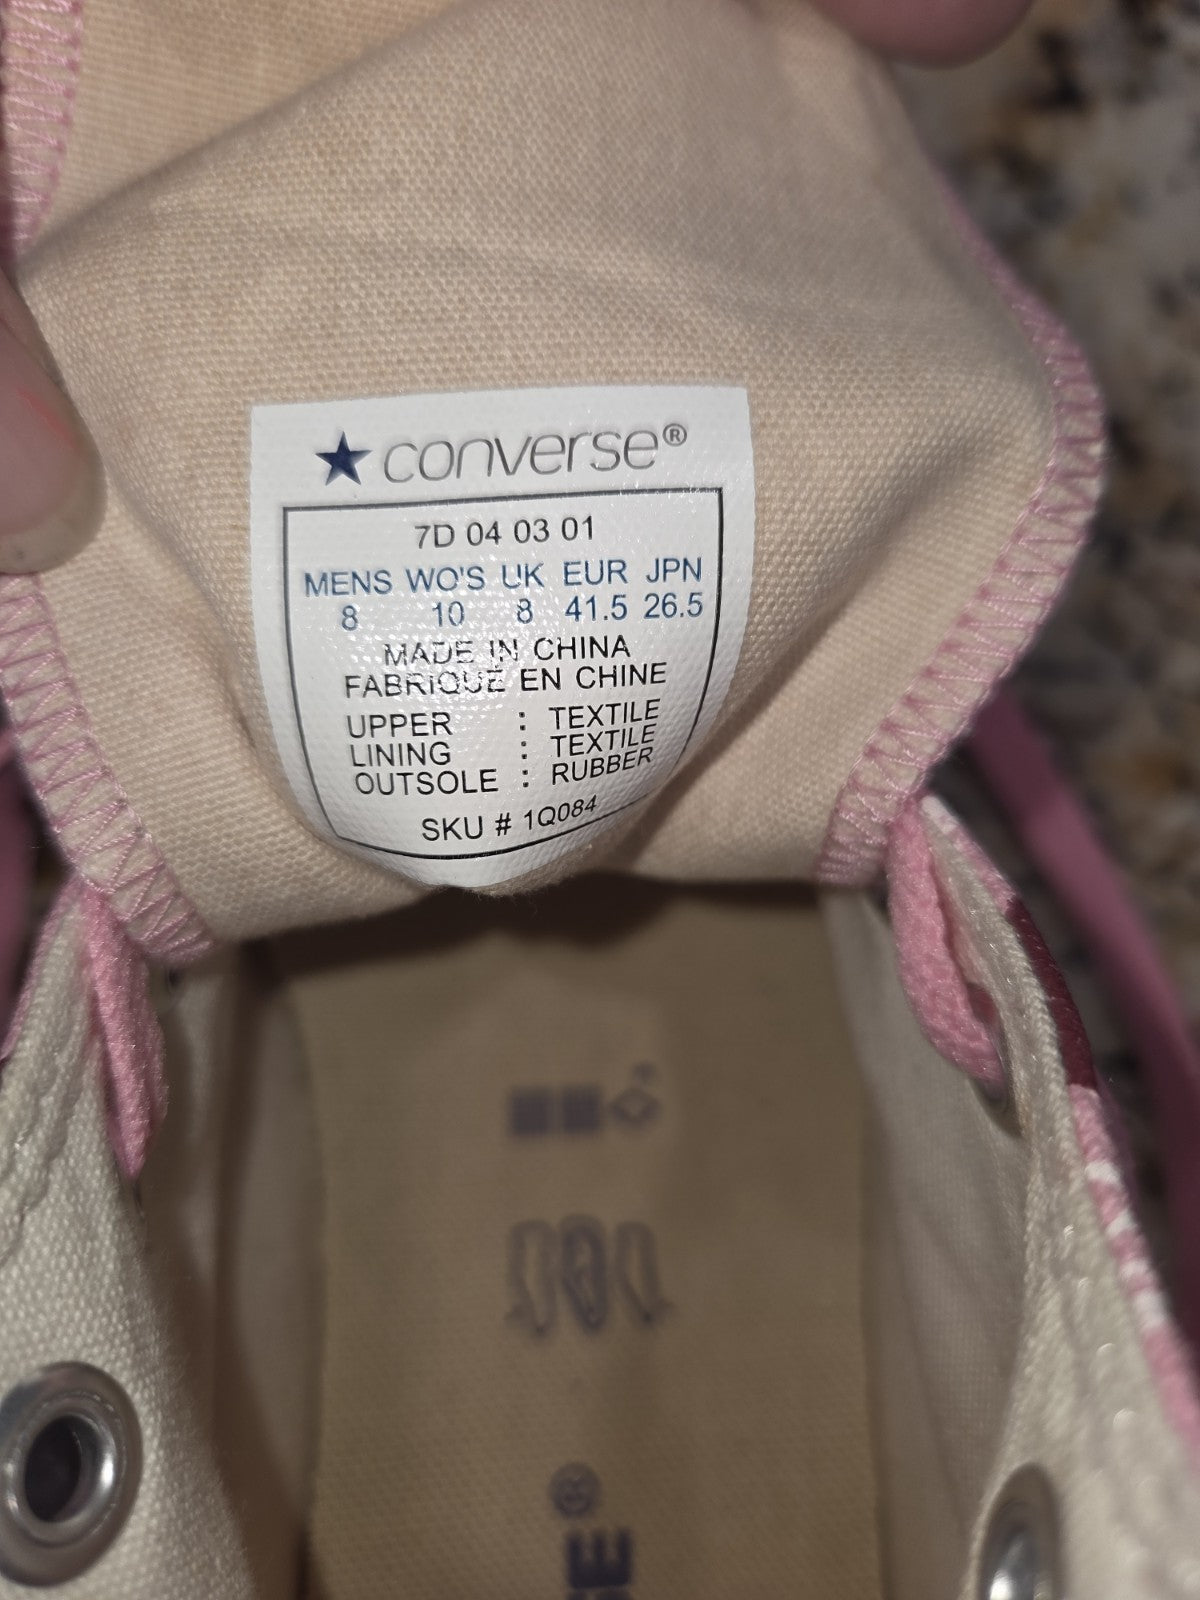 converse®
7D 04 03 01
MENS WO'S UK EUR JPN
8 10 8 41.5 26.5
MADE IN CHINA
FABRIQUÉ EN CHINE
UPPER : TEXTILE
LINING : TEXTILE
OUTSOLE : RUBBER
SKU # 1Q084